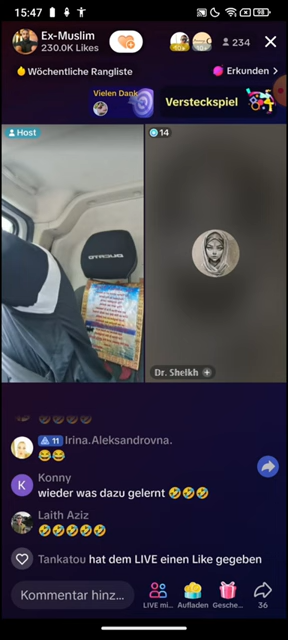 15:47
98
Ex-Muslim
230.0K Likes
234
Wöchentliche Rangliste
Erkunden >
Vielen Dank
Versteckspiel
Host
14
DUCATO
Dr. Sheikh +
11 Irina.Aleksandrovna.
😂😂
K
Konny
wieder was dazu gelernt 🤣🤣🤣
Laith Aziz
🤣🤣🤣🤣🤣
Tankatou hat dem LIVE einen Like gegeben
Kommentar hinz...
LIVE mi...
Aufladen
Gesche...
36